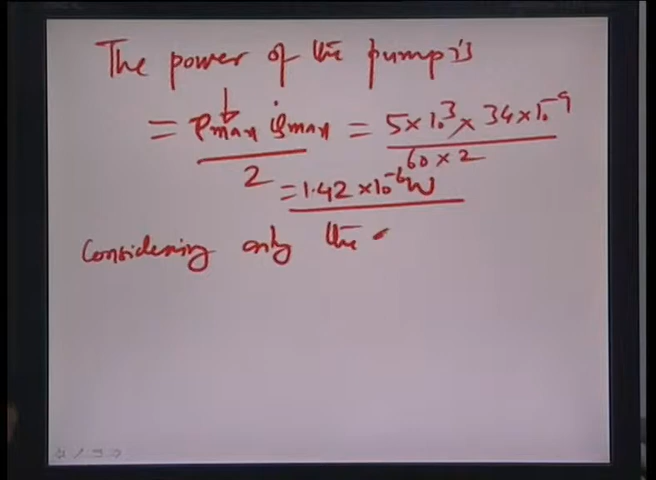 The power of the pump is
= Pmax Q̇max / 2 = 5×10^3 × 34×10^-9 / 60×2
= 1.42 ×10^-6 W
Considering only the